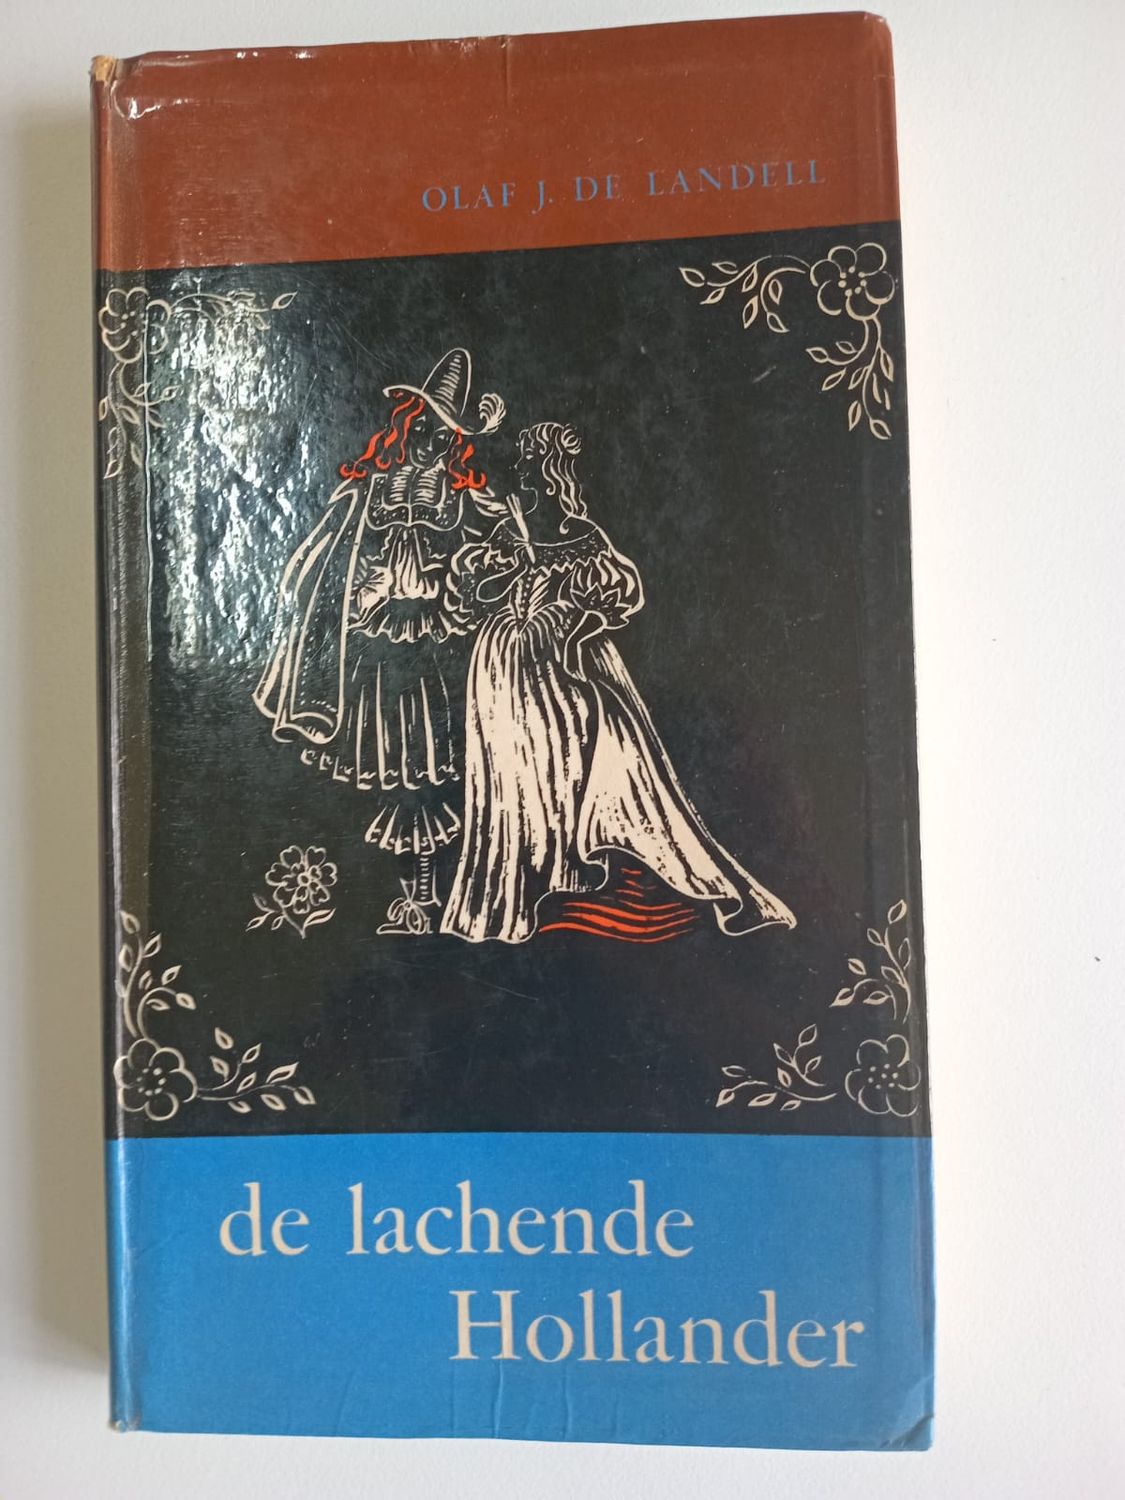 OLAF J. DE LANDELL
de lachende
Hollander